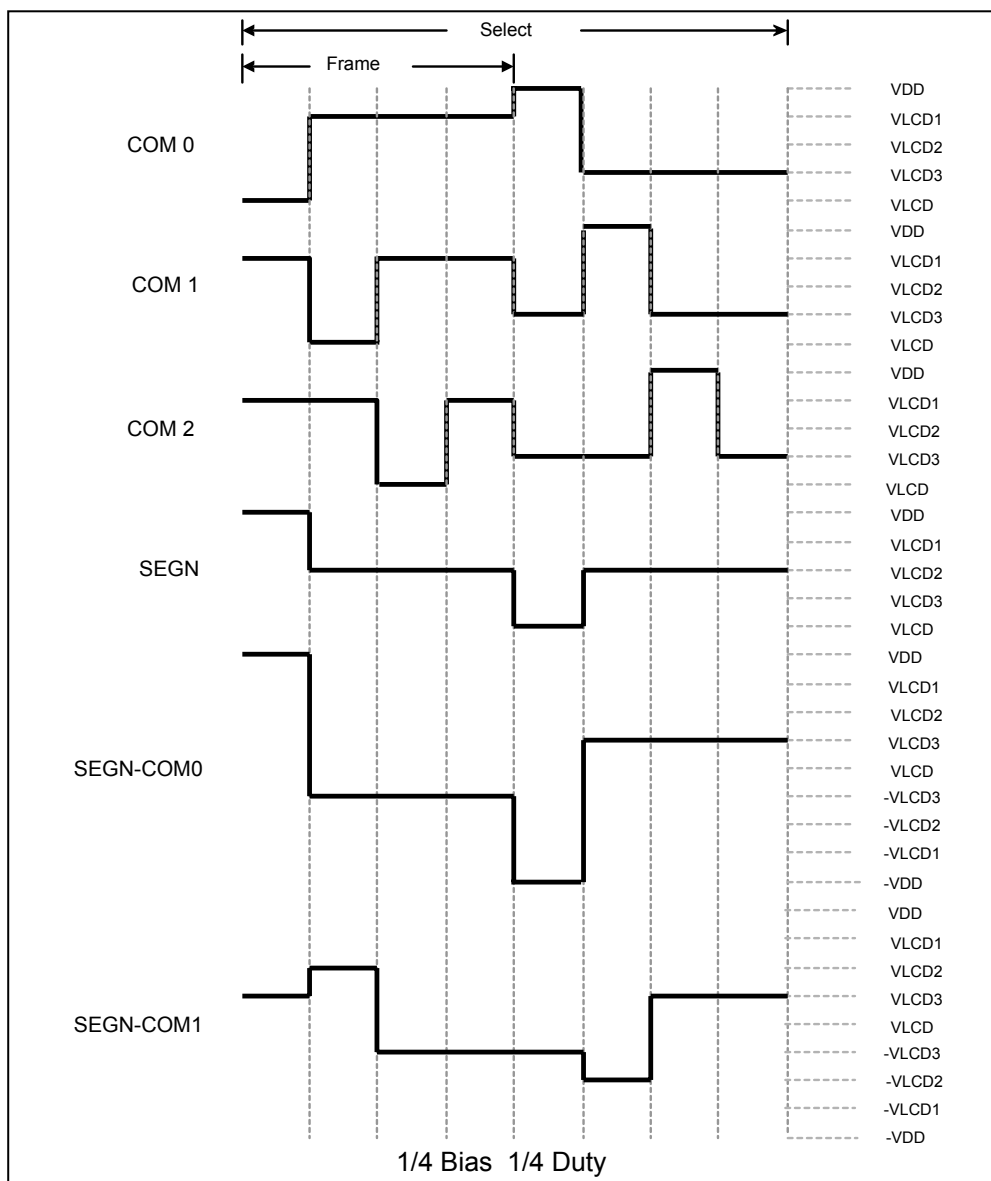 Select
Frame
COM 0
VDD
VLCD1
VLCD2
VLCD3
VLCD
COM 1
VDD
VLCD1
VLCD2
VLCD3
VLCD
COM 2
VDD
VLCD1
VLCD2
VLCD3
VLCD
SEGN
VDD
VLCD1
VLCD2
VLCD3
VLCD
SEGN-COM0
VDD
VLCD1
VLCD2
VLCD3
VLCD
-VLCD3
-VLCD2
-VLCD1
-VDD
SEGN-COM1
VDD
VLCD1
VLCD2
VLCD3
VLCD
-VLCD3
-VLCD2
-VLCD1
-VDD
1/4 Bias 1/4 Duty